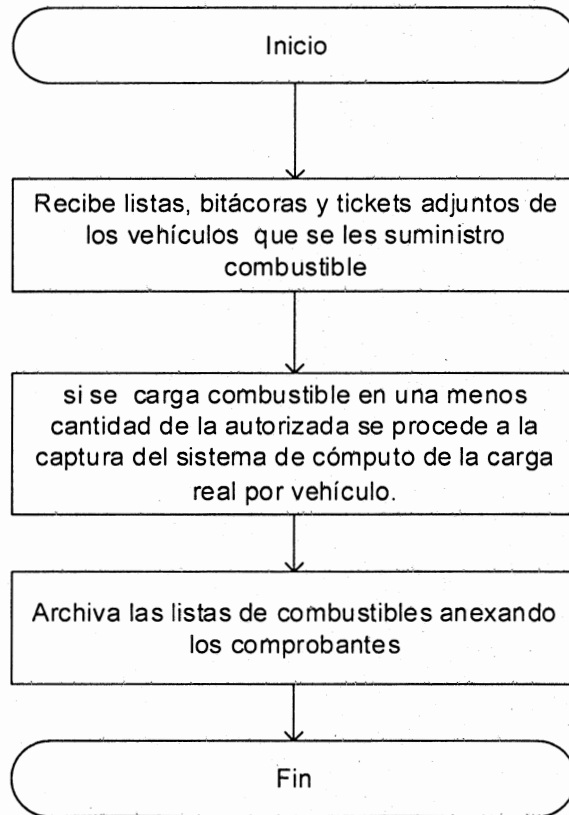 Inicio
Recibe listas, bitácoras y tickets adjuntos de
los vehículos que se les suministro
combustible
si se carga combustible en una menos
cantidad de la autorizada se procede a la
captura del sistema de cómputo de la carga
real por vehículo.
Archiva las listas de combustibles anexando
los comprobantes
Fin